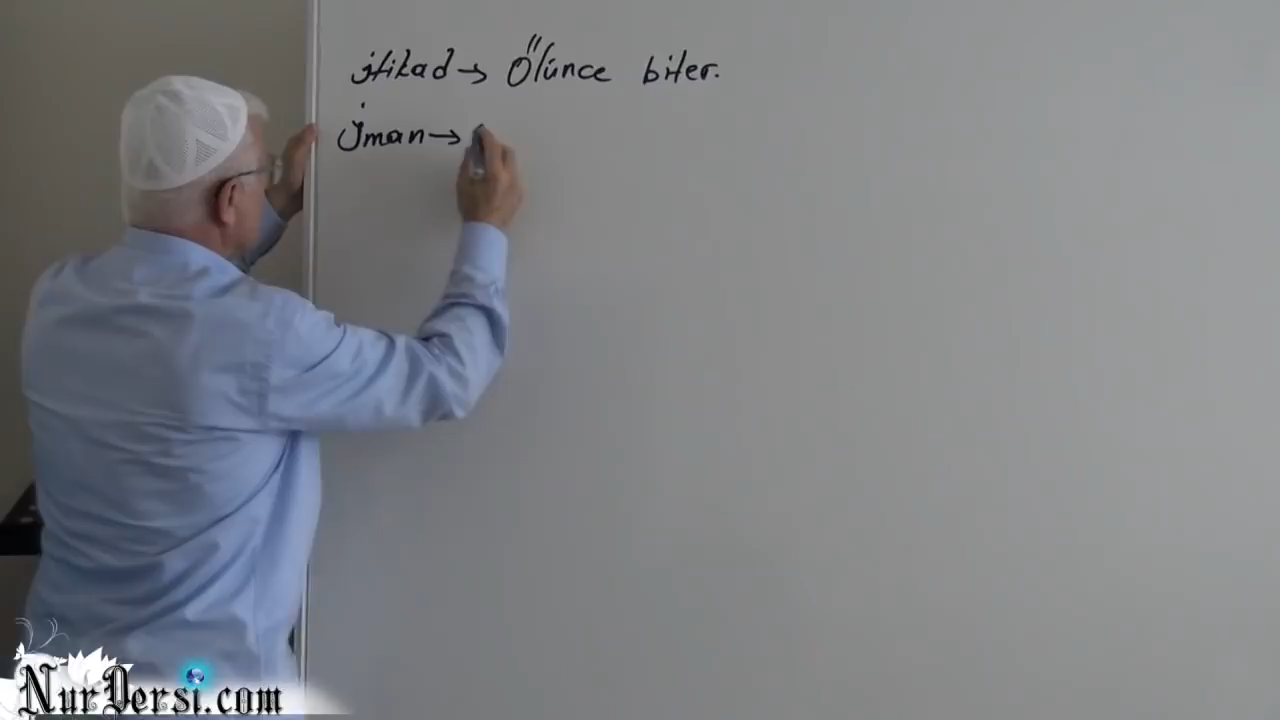 itikad → Ölünce biter.
İman →
NurDersi.com